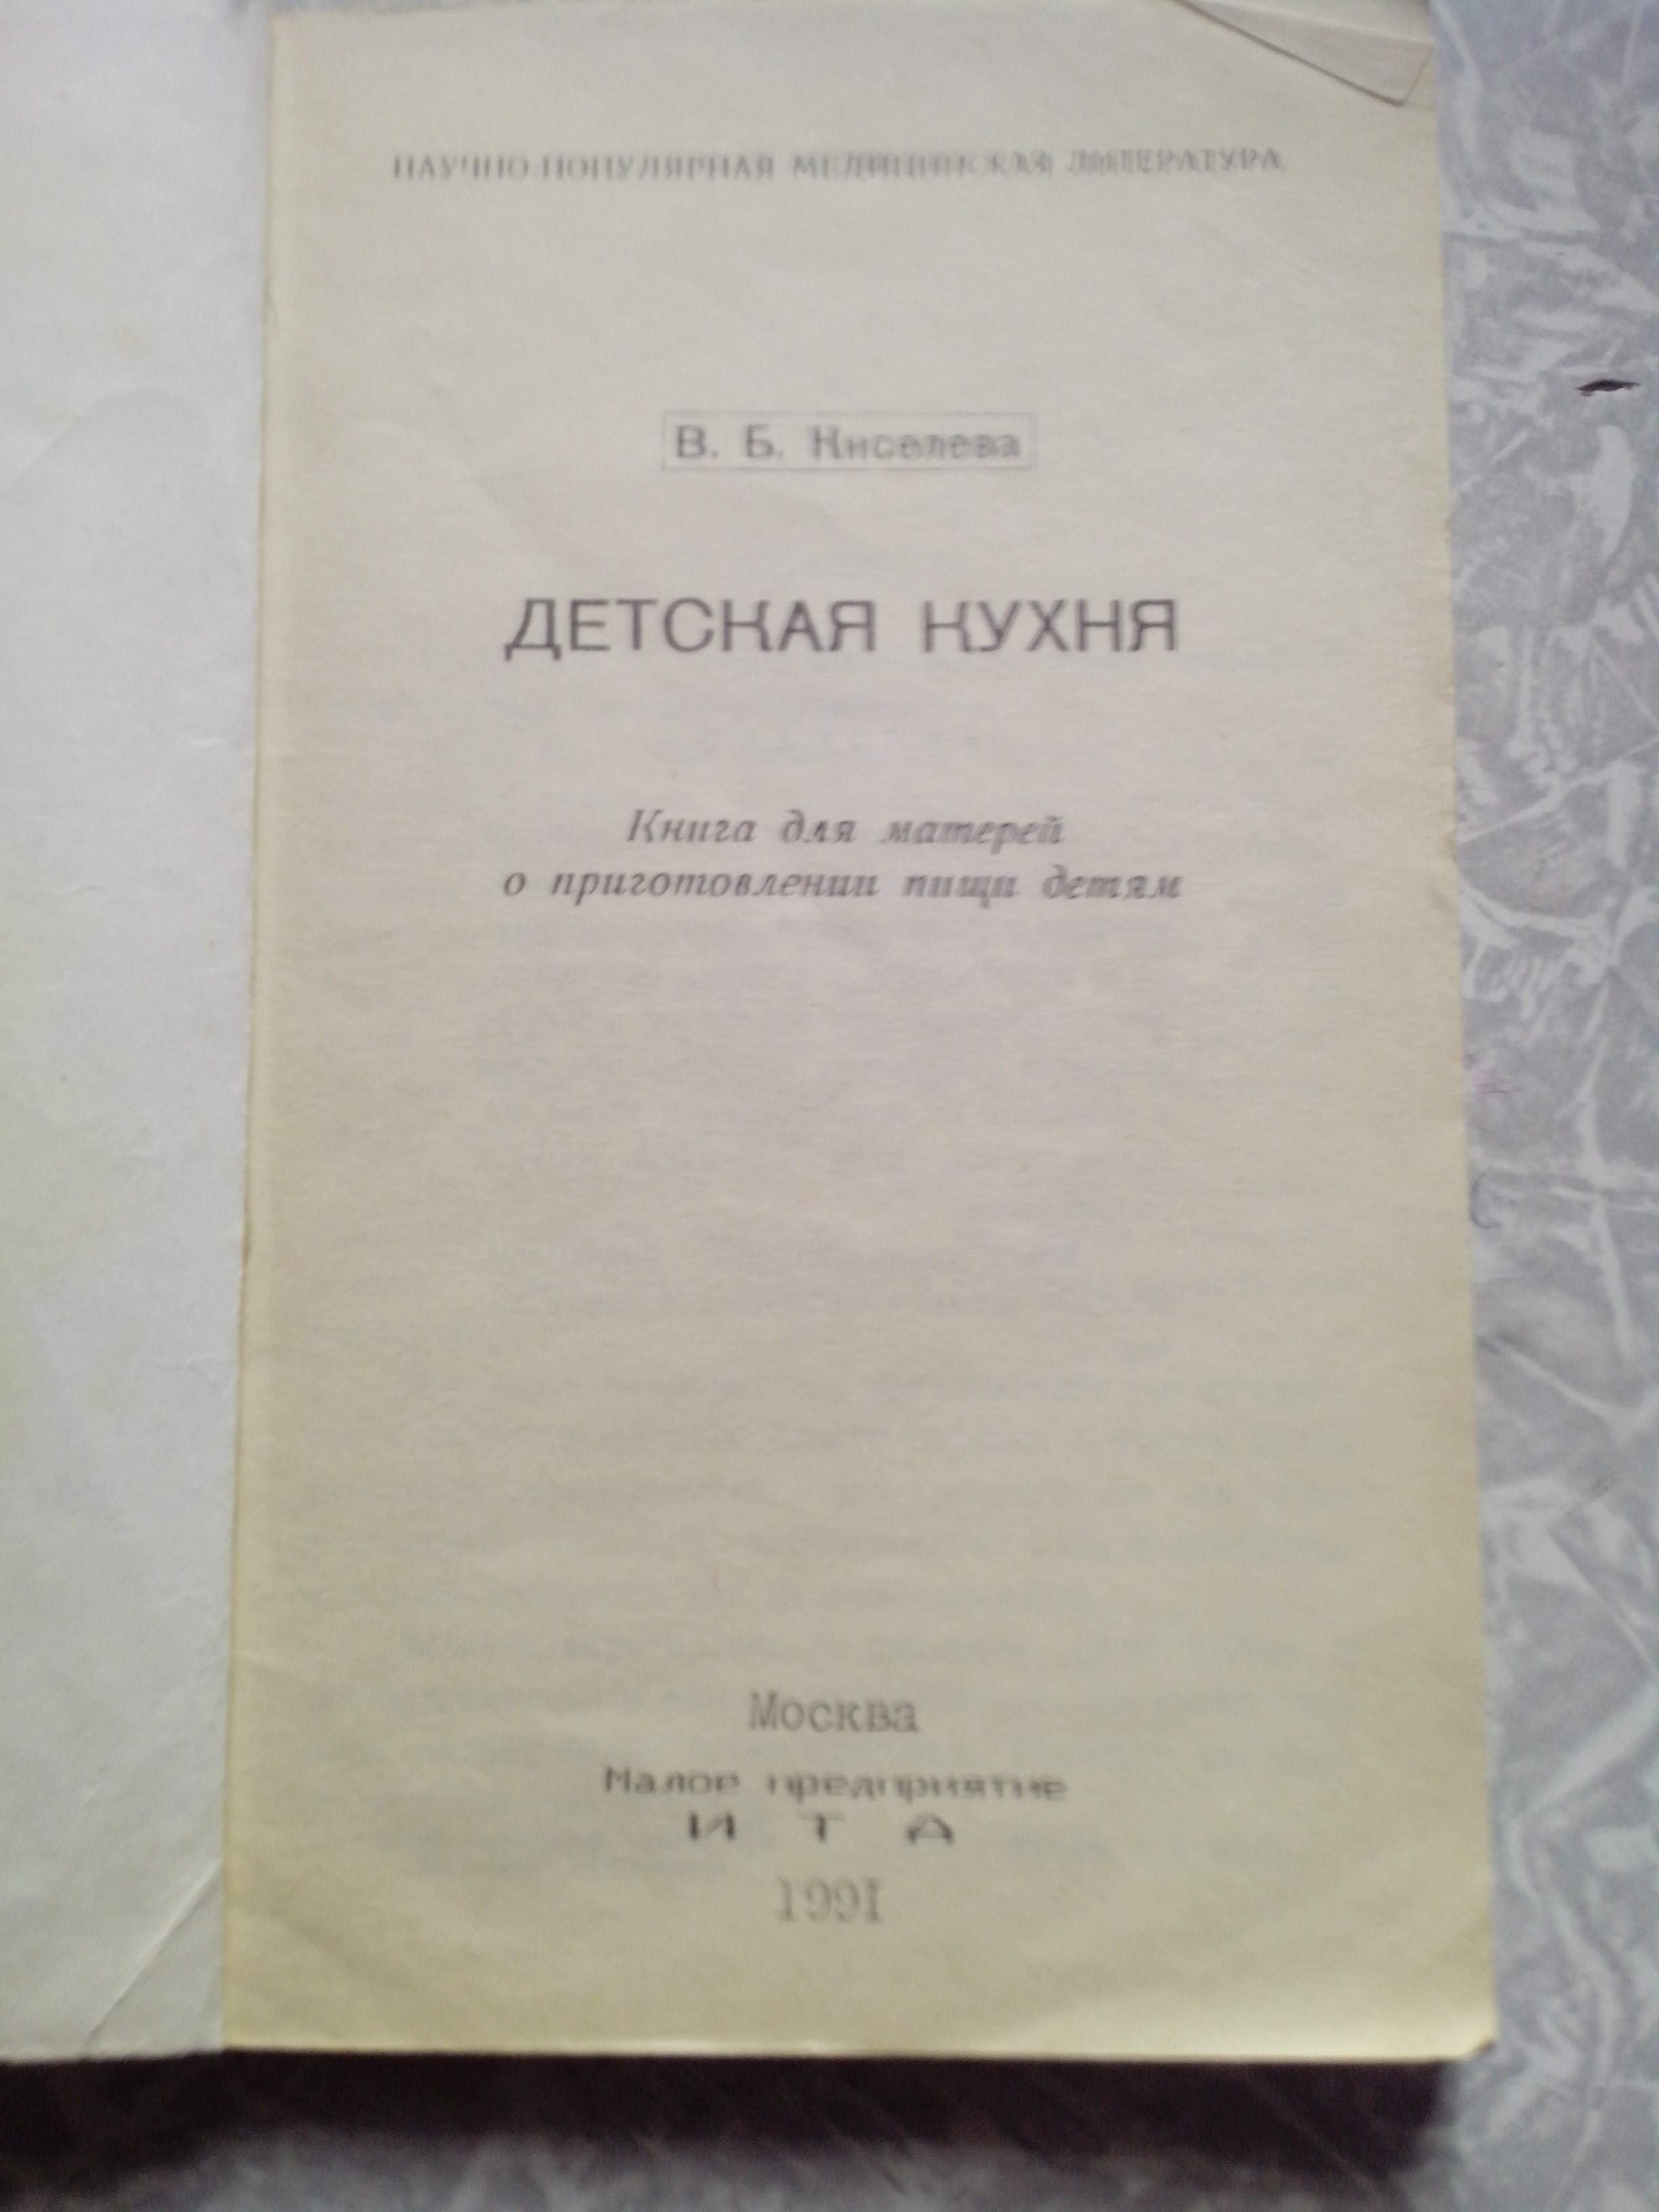 НАУЧНО-ПОПУЛЯРНАЯ МЕДИЦИНСКАЯ ЛИТЕРАТУРА
В. Б. Киселева
ДЕТСКАЯ КУХНЯ
Книга для матерей
о приготовлении пищи детям
Москва
Малое предприятие
И Т А
1991